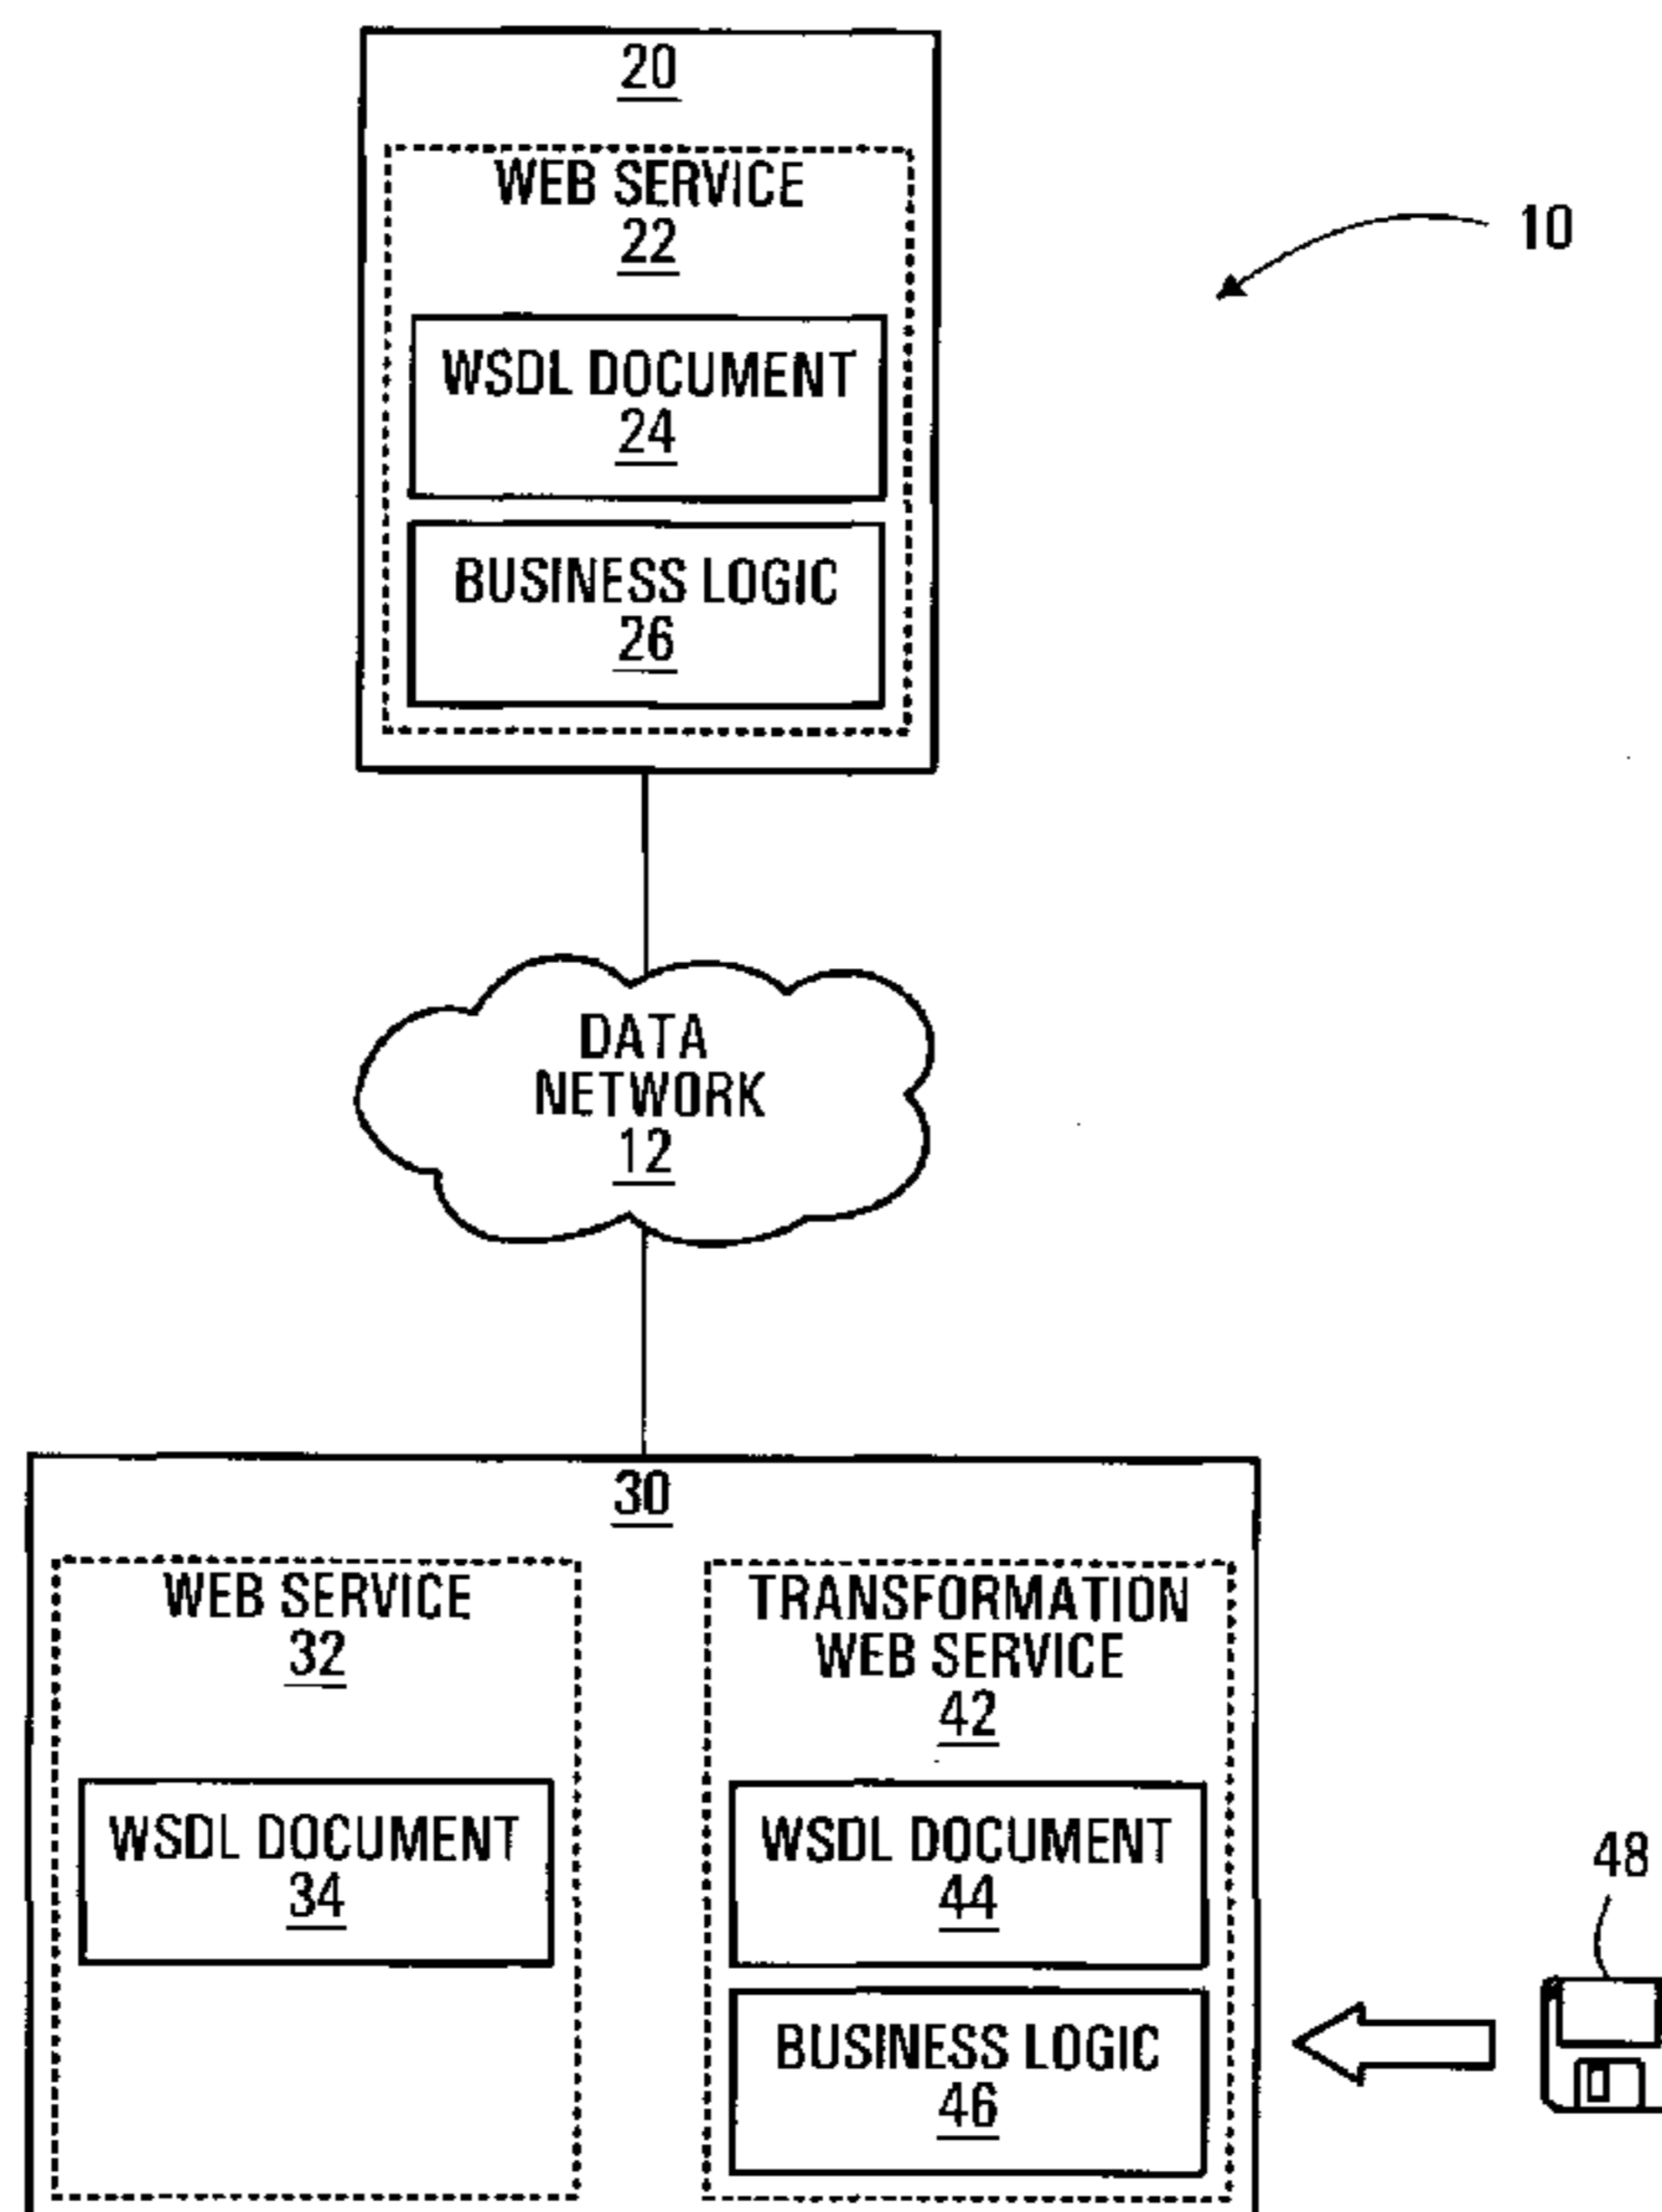 20
WEB SERVICE
22
10
WSDL DOCUMENT
24
BUSINESS LOGIC
26
DATA
NETWORK
12
30
WEB SERVICE
32
TRANSFORMATION
WEB SERVICE
42
WSDL DOCUMENT
34
WSDL DOCUMENT
44
48
BUSINESS LOGIC
46